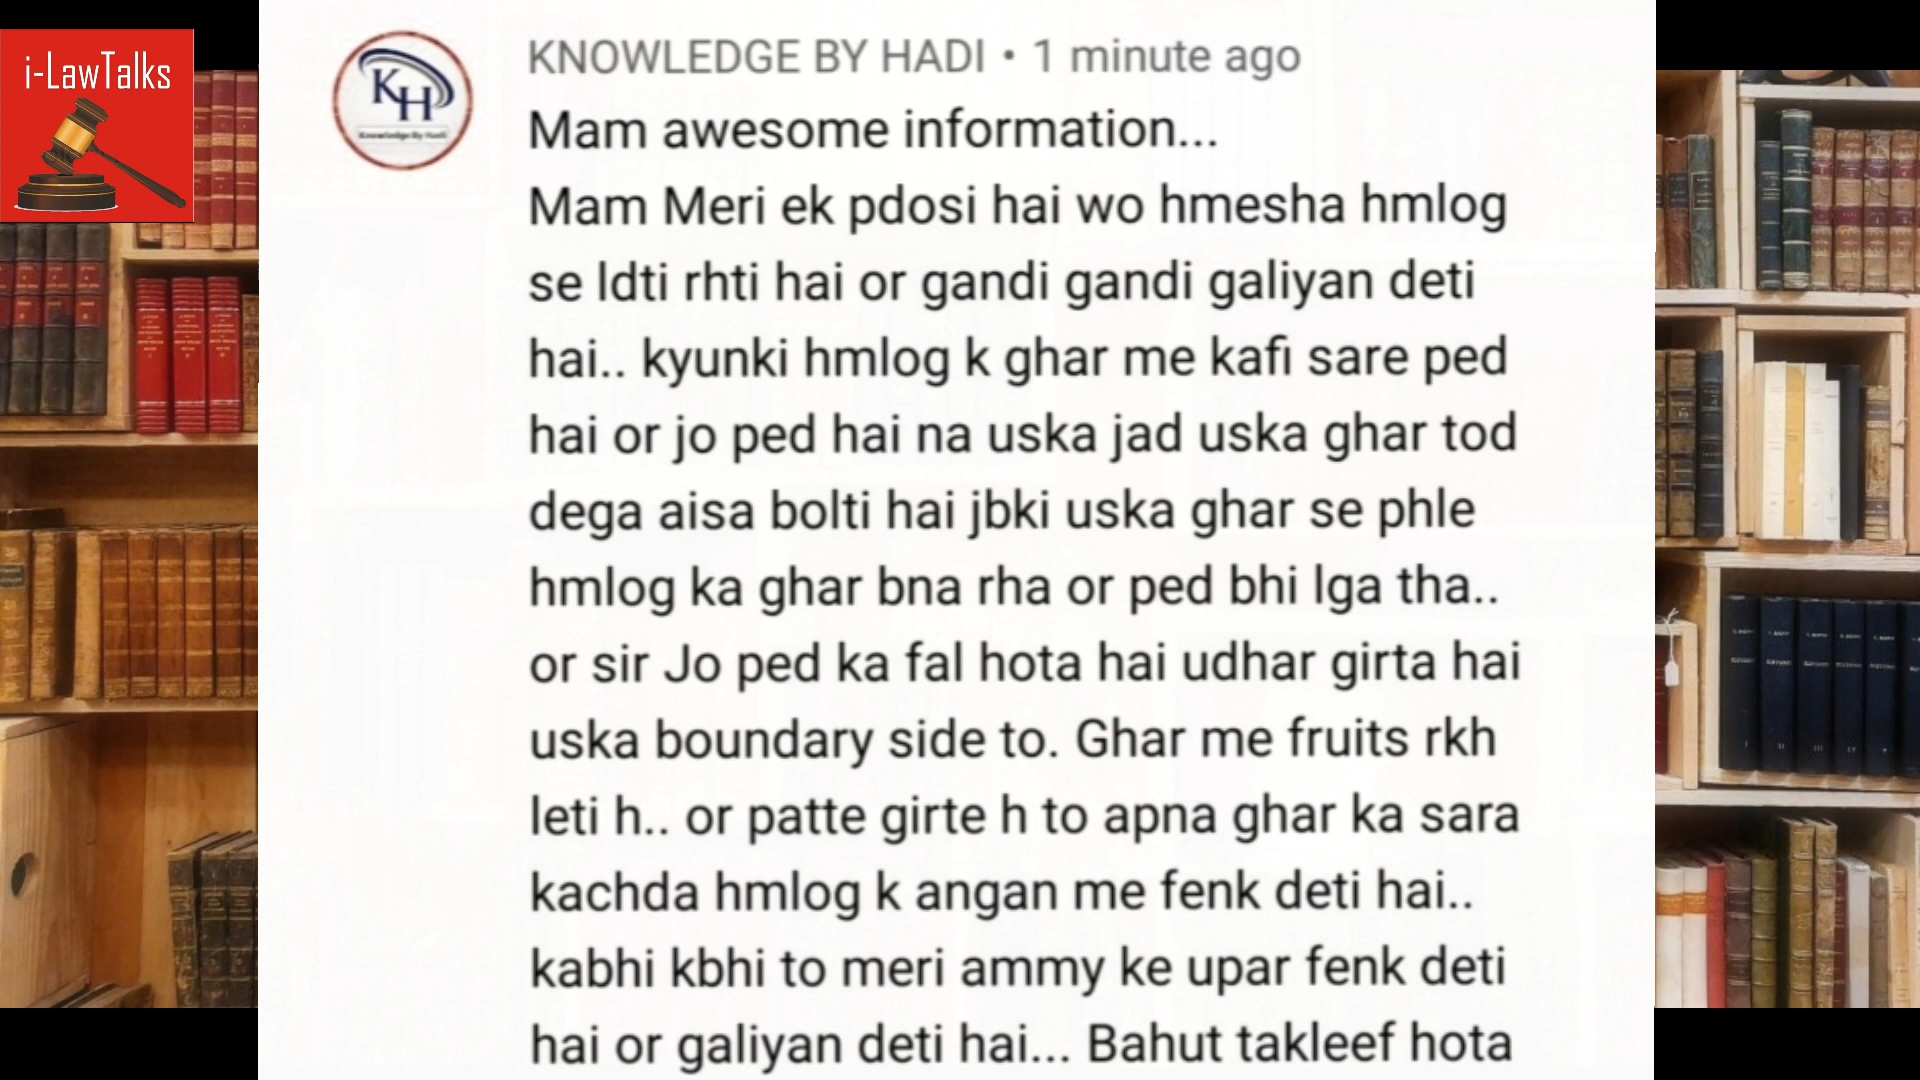 i-LawTalks
KH
Knowledge By Hadi
KNOWLEDGE BY HADI • 1 minute ago
Mam awesome information...
Mam Meri ek pdosi hai wo hmesha hmlog
se ldti rhti hai or gandi gandi galiyan deti
hai.. kyunki hmlog k ghar me kafi sare ped
hai or jo ped hai na uska jad uska ghar tod
dega aisa bolti hai jbki uska ghar se phle
hmlog ka ghar bna rha or ped bhi lga tha..
or sir Jo ped ka fal hota hai udhar girta hai
uska boundary side to. Ghar me fruits rkh
leti h.. or patte girte h to apna ghar ka sara
kachda hmlog k angan me fenk deti hai..
kabhi kbhi to meri ammy ke upar fenk deti
hai or galiyan deti hai... Bahut takleef hota